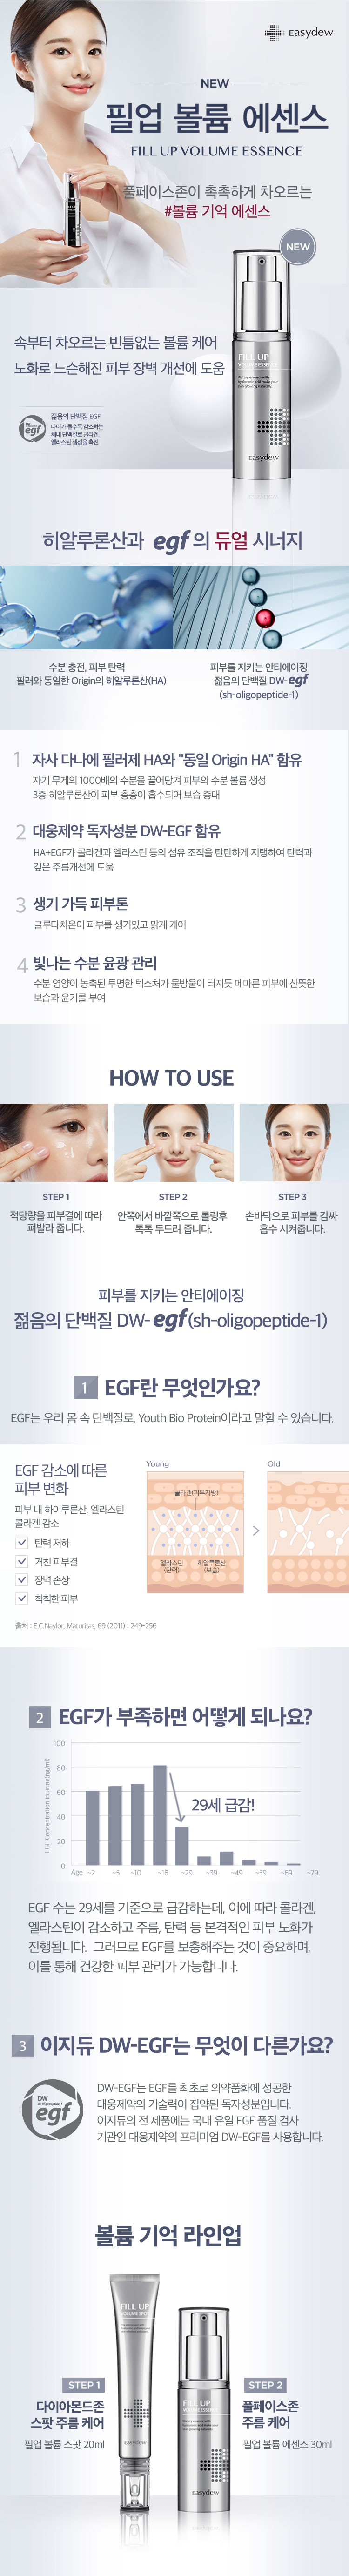 Easydew
NEW
필업 볼륨 에센스
FILL UP VOLUME ESSENCE
풀페이스존이 촉촉하게 차오르는
#볼륨 기억 에센스
NEW
속부터 차오르는 빈틈없는 볼륨 케어
노화로 느슨해진 피부 장벽 개선에 도움
egf
젊음의 단백질 EGF
나이가 들수록 감소하는
체내 단백질로 콜라겐,
엘라스틴 생성을 촉진
FILL UP
VOLUME ESSENCE
Easydew
히알루론산과 egf의 듀얼 시너지
수분 충전, 피부 탄력
필러와 동일한 Origin의 히알루론산(HA)
피부를 지키는 안티에이징
젊음의 단백질 DW-egf
(sh-oligopeptide-1)
1 자사 다나에 필러제 HA와 "동일 Origin HA" 함유
자기 무게의 1000배의 수분을 끌어당겨 피부의 수분 볼륨 생성
3중 히알루론산이 피부 층층이 흡수되어 보습 증대
2 대웅제약 독자성분 DW-EGF 함유
HA+EGF가 콜라겐과 엘라스틴 등의 섬유 조직을 탄탄하게 지탱하여 탄력과
깊은 주름개선에 도움
3 생기 가득 피부톤
글루타치온이 피부를 생기있고 맑게 케어
4 빛나는 수분 윤광 관리
수분 영양이 농축된 투명한 텍스처가 물방울이 터지듯 메마른 피부에 산뜻한
보습과 윤기를 부여
HOW TO USE
STEP 1
적당량을 피부결에 따라
펴발라 줍니다.
STEP 2
안쪽에서 바깥쪽으로 롤링후
톡톡 두드려 줍니다.
STEP 3
손바닥으로 피부를 감싸
흡수 시켜줍니다.
피부를 지키는 안티에이징
젊음의 단백질 DW-egf(sh-oligopeptide-1)
1 EGF란 무엇인가요?
EGF는 우리 몸 속 단백질로, Youth Bio Protein이라고 말할 수 있습니다.
EGF 감소에 따른
피부 변화
피부 내 하이루론산, 엘라스틴
콜라겐 감소
탄력 저하
거친 피부결
장벽 손상
칙칙한 피부
Young
Old
콜라겐(피부지방)
엘라스틴
(탄력)
히알루론산
(보습)
출처 : E.C.Naylor, Maturitas, 69 (2011) : 249-256
2 EGF가 부족하면 어떻게 되나요?
EGF Concentration in urine(ng/ml)
100
80
60
40
20
0
29세 급감!
Age ~2 ~5 ~10 ~16 ~29 ~39 ~49 ~59 ~69 ~79
EGF 수는 29세를 기준으로 급감하는데, 이에 따라 콜라겐,
엘라스틴이 감소하고 주름, 탄력 등 본격적인 피부 노화가
진행됩니다. 그러므로 EGF를 보충해주는 것이 중요하며,
이를 통해 건강한 피부 관리가 가능합니다.
3 이지듀 DW-EGF는 무엇이 다른가요?
DW
egf
DW-EGF는 EGF를 최초로 의약품화에 성공한
대웅제약의 기술력이 집약된 독자성분입니다.
이지듀의 전 제품에는 국내 유일 EGF 품질 검사
기관인 대웅제약의 프리미엄 DW-EGF를 사용합니다.
볼륨 기억 라인업
FILL UP
VOLUME SPOT
Easydew
FILL UP
VOLUME ESSENCE
Easydew
STEP 1
다이아몬드존
스팟 주름 케어
필업 볼륨 스팟 20ml
STEP 2
풀페이스존
주름 케어
필업 볼륨 에센스 30ml